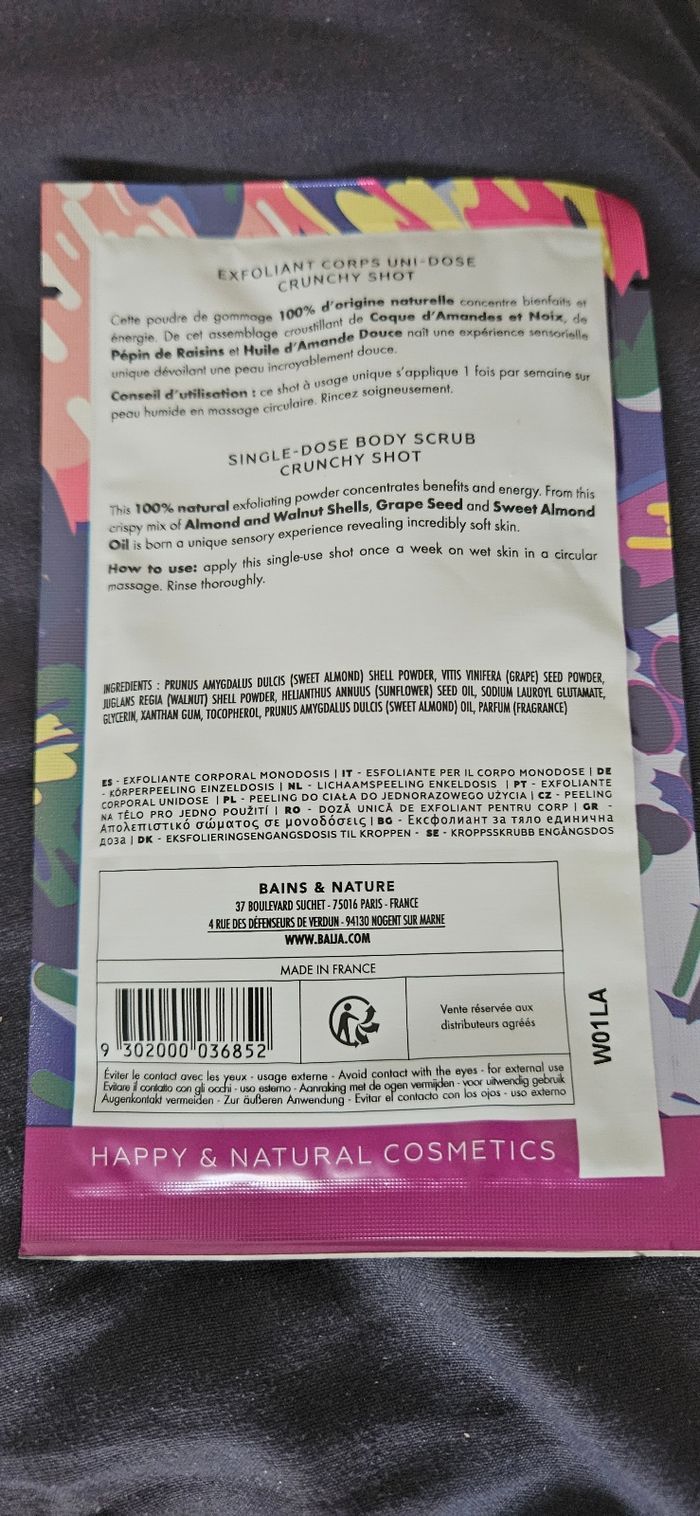 EXFOLIANT CORPS UNI-DOSE
CRUNCHY SHOT
Cette poudre de gommage 100% d'origine naturelle concentre bienfaits et
énergie. De cet assemblage croustillant de Coque d'Amandes et Noix, de
Pépin de Raisins et Huile d'Amande Douce naît une expérience sensorielle
unique dévoilant une peau incroyablement douce.
Conseil d'utilisation : ce shot à usage unique s'applique 1 fois par semaine sur
peau humide en massage circulaire. Rincez soigneusement.
SINGLE-DOSE BODY SCRUB
CRUNCHY SHOT
This 100% natural exfoliating powder concentrates benefits and energy. From this
crispy mix of Almond and Walnut Shells, Grape Seed and Sweet Almond
Oil is born a unique sensory experience revealing incredibly soft skin.
How to use: apply this single-use shot once a week on wet skin in a circular
massage. Rinse thoroughly.
INGREDIENTS : PRUNUS AMYGDALUS DULCIS (SWEET ALMOND) SHELL POWDER, VITIS VINIFERA (GRAPE) SEED POWDER,
JUGLANS REGIA (WALNUT) SHELL POWDER, HELIANTHUS ANNUUS (SUNFLOWER) SEED OIL, SODIUM LAUROYL GLUTAMATE,
GLYCERIN, XANTHAN GUM, TOCOPHEROL, PRUNUS AMYGDALUS DULCIS (SWEET ALMOND) OIL, PARFUM (FRAGRANCE)
ES - EXFOLIANTE CORPORAL MONODOSIS | IT - ESFOLIANTE PER IL CORPO MONODOSE | DE
- KÖRPERPEELING EINZELDOSIS | NL - LICHAAMSPEELING ENKELDOSIS | PT - EXFOLIANTE
CORPORAL UNIDOSE | PL - PEELING DO CIAŁA DO JEDNORAZOWEGO UŻYCIA | CZ - PEELING
NA TĚLO PRO JEDNO POUŽITÍ | RO - DOZĂ UNICĂ DE EXFOLIANT PENTRU CORP | GR -
Απολεπιστικό σώματος σε μονοδόσεις | BG - Ексфолиант за тяло единична
доза | DK - EKSFOLIERINGSENGANGSDOSIS TIL KROPPEN - SE - KROPPSSKRUBB ENGÅNGSDOS
BAINS & NATURE
37 BOULEVARD SUCHET - 75016 PARIS - FRANCE
4 RUE DES DÉFENSEURS DE VERDUN - 94130 NOGENT SUR MARNE
WWW.BAIJA.COM
MADE IN FRANCE
9 302000 036852
Vente réservée aux
distributeurs agréés
W01LA
Éviter le contact avec les yeux - usage externe - Avoid contact with the eyes - for external use
Evitare il contatto con gli occhi - uso esterno - Aanraking met de ogen vermijden - voor uitwendig gebruik
Augenkontakt vermeiden - Zur äußeren Anwendung - Evitar el contacto con los ojos - uso externo
HAPPY & NATURAL COSMETICS